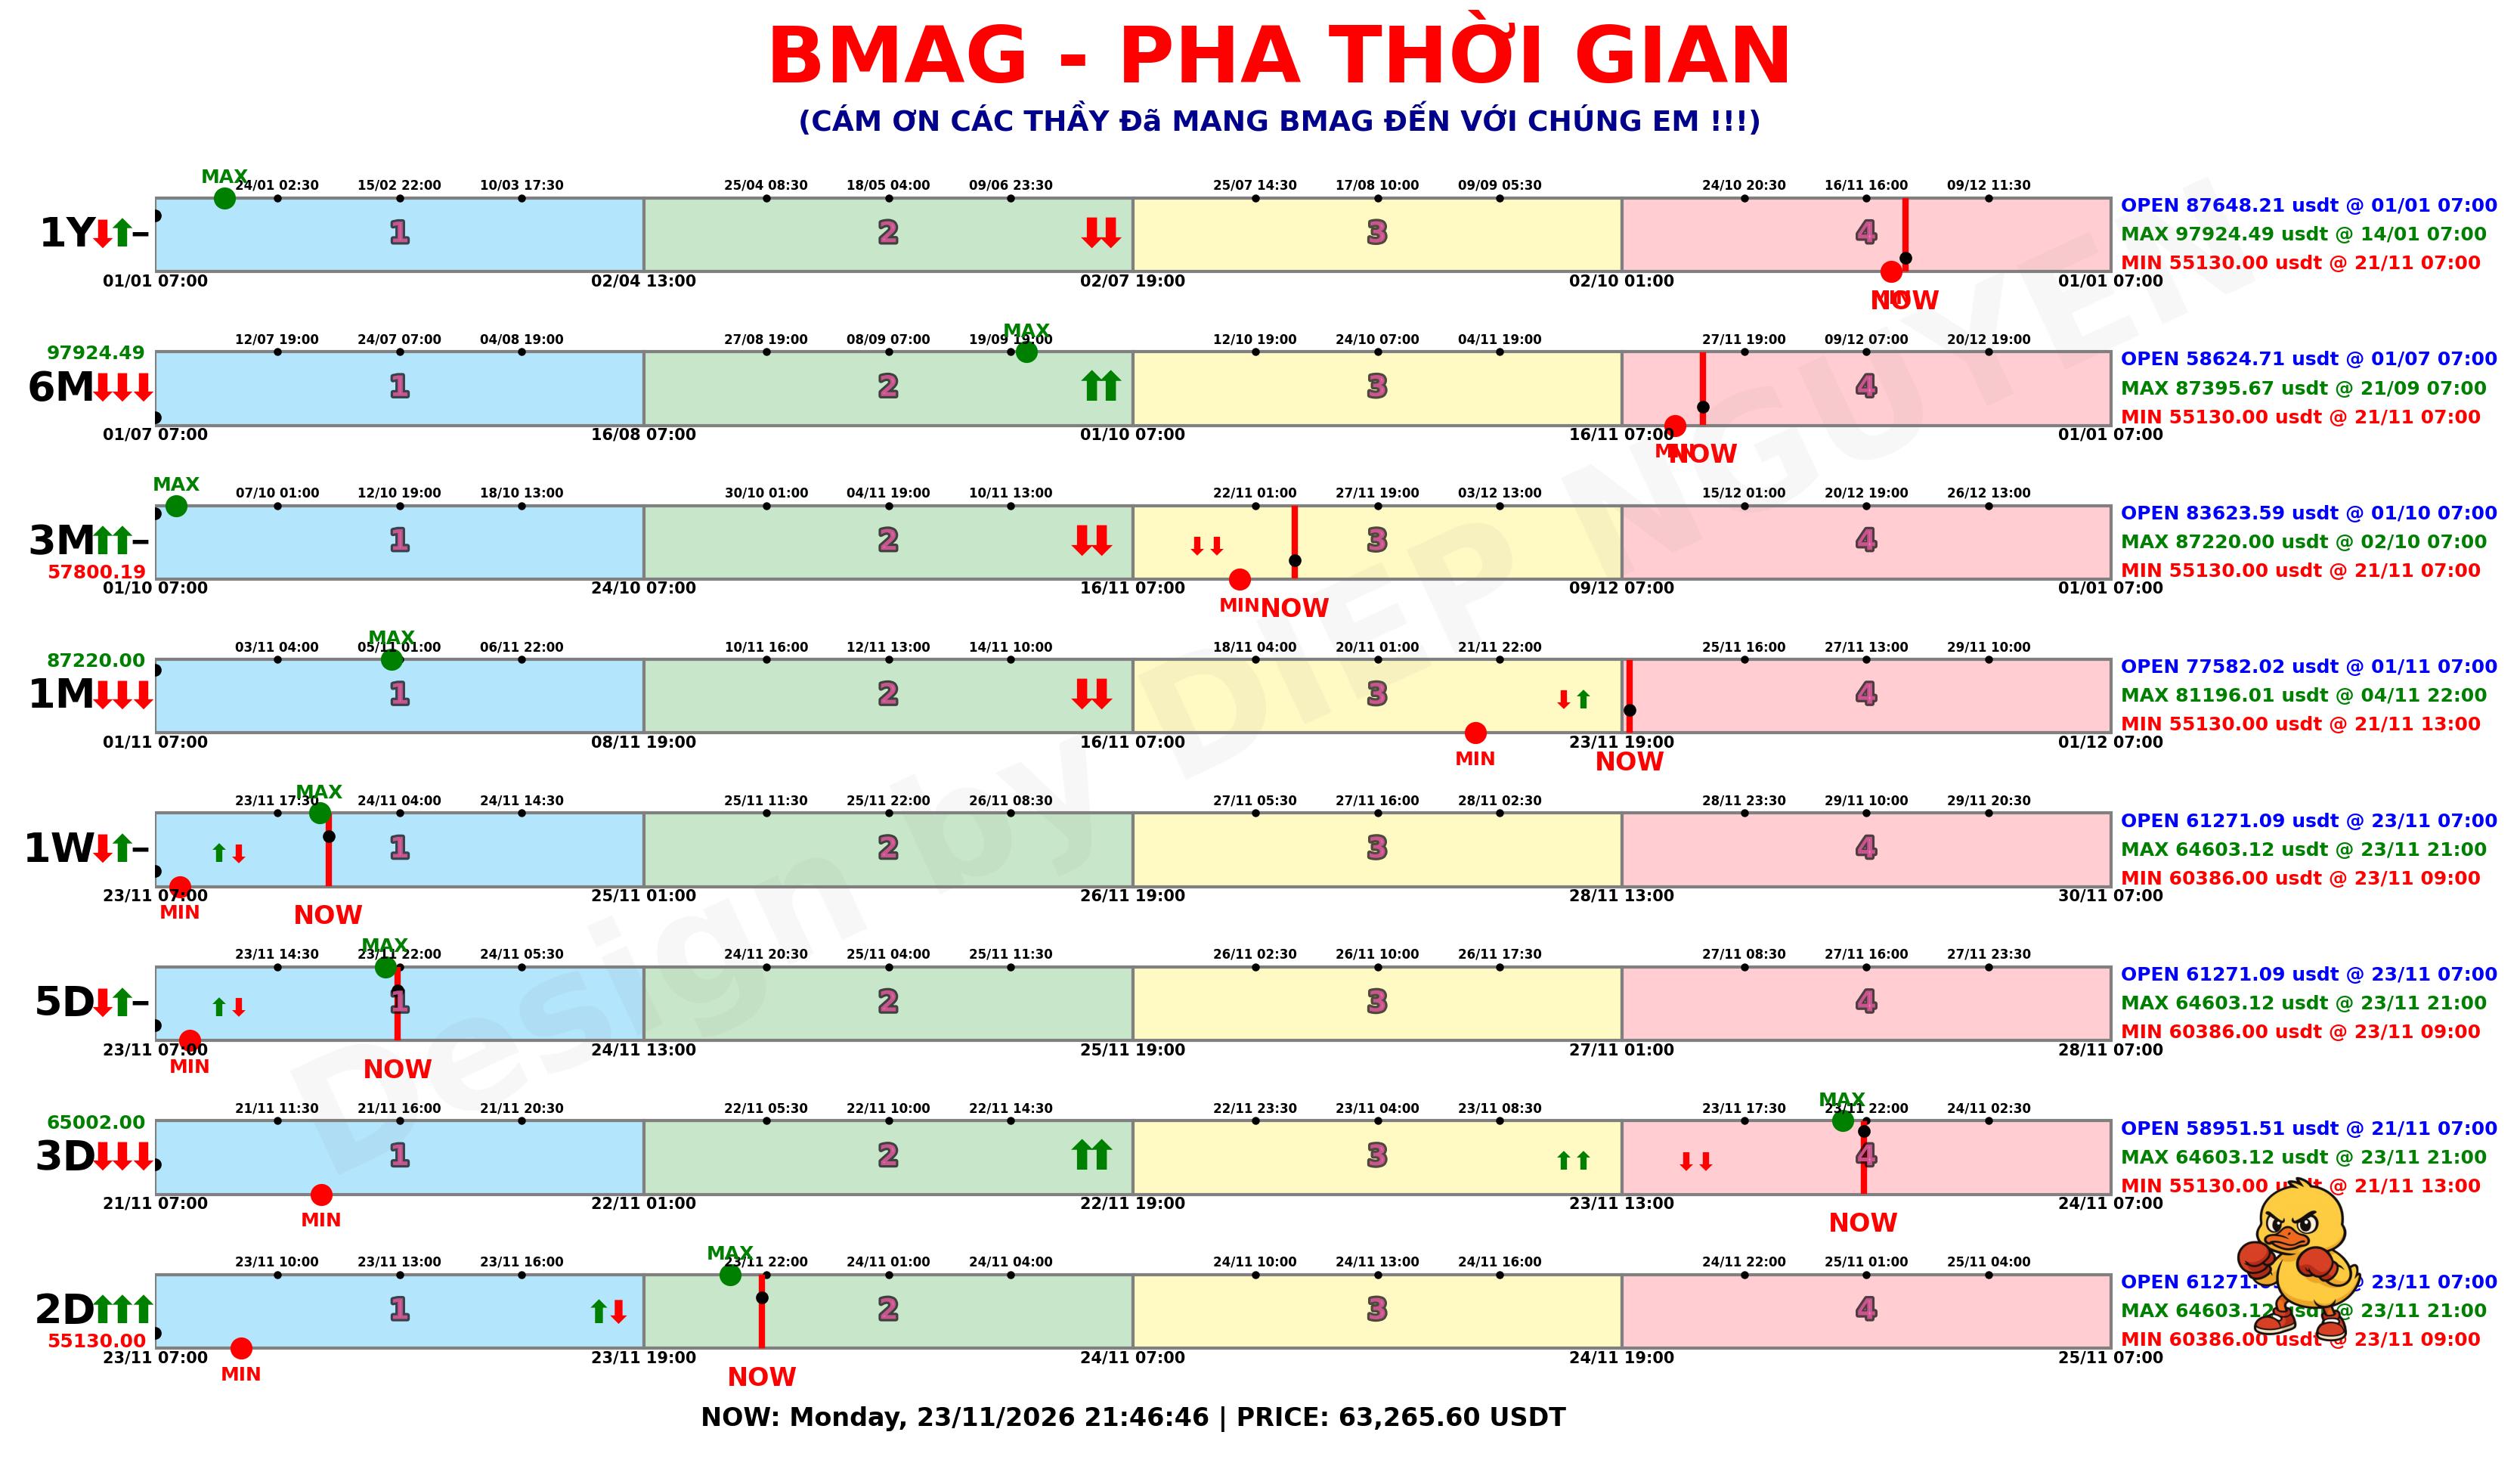 BMAG - PHA THỜI GIAN
(CÁM ƠN CÁC THẦY Đã MANG BMAG ĐẾN VỚI CHÚNG EM !!!)
MAX
24/01 02:30 15/02 22:00 10/03 17:30 25/04 08:30 18/05 04:00 09/06 23:30 25/07 14:30 17/08 10:00 09/09 05:30 24/10 20:30 16/11 16:00 09/12 11:30
1Y⬇⬆– 1 2 ⬇⬇ 3 4
OPEN 87648.21 usdt @ 01/01 07:00
MAX 97924.49 usdt @ 14/01 07:00
MIN 55130.00 usdt @ 21/11 07:00
01/01 07:00 02/04 13:00 02/07 19:00 02/10 01:00 01/01 07:00
MIN NOW
MAX
12/07 19:00 24/07 07:00 04/08 19:00 27/08 19:00 08/09 07:00 19/09 19:00 12/10 19:00 24/10 07:00 04/11 19:00 27/11 19:00 09/12 07:00 20/12 19:00
97924.49
6M⬇⬇⬇ 1 2 ⬆⬆ 3 4
OPEN 58624.71 usdt @ 01/07 07:00
MAX 87395.67 usdt @ 21/09 07:00
MIN 55130.00 usdt @ 21/11 07:00
01/07 07:00 16/08 07:00 01/10 07:00 16/11 07:00 01/01 07:00
MIN NOW
MAX
07/10 01:00 12/10 19:00 18/10 13:00 30/10 01:00 04/11 19:00 10/11 13:00 22/11 01:00 27/11 19:00 03/12 13:00 15/12 01:00 20/12 19:00 26/12 13:00
3M⬆⬆– 1 2 ⬇⬇ ⬇⬇ 3 4
57800.19
OPEN 83623.59 usdt @ 01/10 07:00
MAX 87220.00 usdt @ 02/10 07:00
MIN 55130.00 usdt @ 21/11 07:00
01/10 07:00 24/10 07:00 16/11 07:00 09/12 07:00 01/01 07:00
MIN NOW
MAX
03/11 04:00 05/11 01:00 06/11 22:00 10/11 16:00 12/11 13:00 14/11 10:00 18/11 04:00 20/11 01:00 21/11 22:00 25/11 16:00 27/11 13:00 29/11 10:00
87220.00
1M⬇⬇⬇ 1 2 ⬇⬇ 3 ⬇⬆ 4
OPEN 77582.02 usdt @ 01/11 07:00
MAX 81196.01 usdt @ 04/11 22:00
MIN 55130.00 usdt @ 21/11 13:00
01/11 07:00 08/11 19:00 16/11 07:00 23/11 19:00 01/12 07:00
MIN NOW
MAX
23/11 17:30 24/11 04:00 24/11 14:30 25/11 11:30 25/11 22:00 26/11 08:30 27/11 05:30 27/11 16:00 28/11 02:30 28/11 23:30 29/11 10:00 29/11 20:30
1W⬇⬆– ⬆⬇ 1 2 3 4
OPEN 61271.09 usdt @ 23/11 07:00
MAX 64603.12 usdt @ 23/11 21:00
MIN 60386.00 usdt @ 23/11 09:00
23/11 07:00 25/11 01:00 26/11 19:00 28/11 13:00 30/11 07:00
MIN NOW
MAX
23/11 14:30 23/11 22:00 24/11 05:30 24/11 20:30 25/11 04:00 25/11 11:30 26/11 02:30 26/11 10:00 26/11 17:30 27/11 08:30 27/11 16:00 27/11 23:30
5D⬇⬆– ⬆⬇ 1 2 3 4
OPEN 61271.09 usdt @ 23/11 07:00
MAX 64603.12 usdt @ 23/11 21:00
MIN 60386.00 usdt @ 23/11 09:00
23/11 07:00 24/11 13:00 25/11 19:00 27/11 01:00 28/11 07:00
MIN NOW
MAX
21/11 11:30 21/11 16:00 21/11 20:30 22/11 05:30 22/11 10:00 22/11 14:30 22/11 23:30 23/11 04:00 23/11 08:30 23/11 17:30 23/11 22:00 24/11 02:30
65002.00
3D⬇⬇⬇ 1 2 ⬆⬆ 3 ⬆⬆ ⬇⬇ 4
OPEN 58951.51 usdt @ 21/11 07:00
MAX 64603.12 usdt @ 23/11 21:00
MIN 55130.00 usdt @ 21/11 13:00
21/11 07:00 22/11 01:00 22/11 19:00 23/11 13:00 24/11 07:00
MIN NOW
MAX
23/11 10:00 23/11 13:00 23/11 16:00 23/11 22:00 24/11 01:00 24/11 04:00 24/11 10:00 24/11 13:00 24/11 16:00 24/11 22:00 25/11 01:00 25/11 04:00
2D⬆⬆⬆ 1 ⬆⬇ 2 3 4
55130.00
OPEN @ 23/11 07:00
MAX 64603.12 usdt @ 23/11 21:00
MIN 60386.00 usdt @ 23/11 09:00
23/11 07:00 23/11 19:00 24/11 07:00 24/11 19:00 25/11 07:00
MIN NOW
NOW: Monday, 23/11/2026 21:46:46 | PRICE: 63,265.60 USDT
Design by DIEP NGUYEN